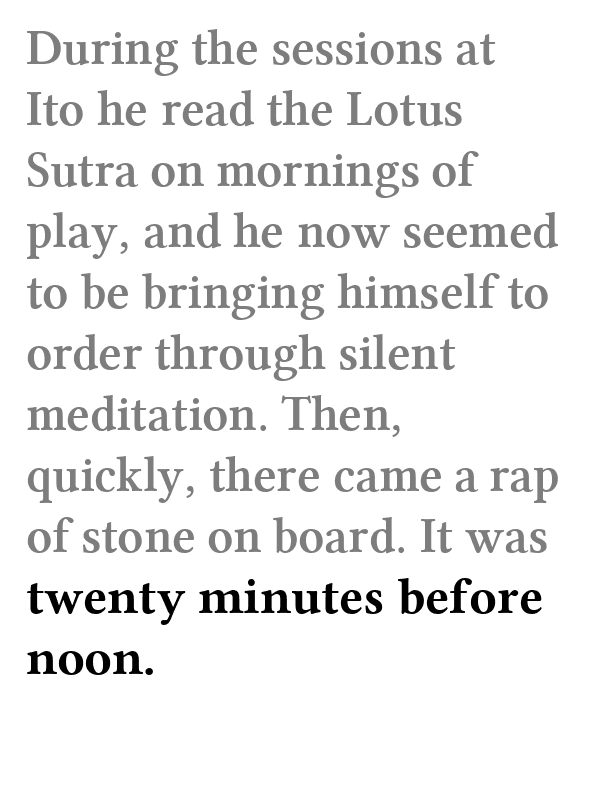 During the sessions at
Ito he read the Lotus
Sutra on mornings of
play, and he now seemed
to be bringing himself to
order through silent
meditation. Then,
quickly, there came a rap
of stone on board. It was
twenty minutes before
noon.